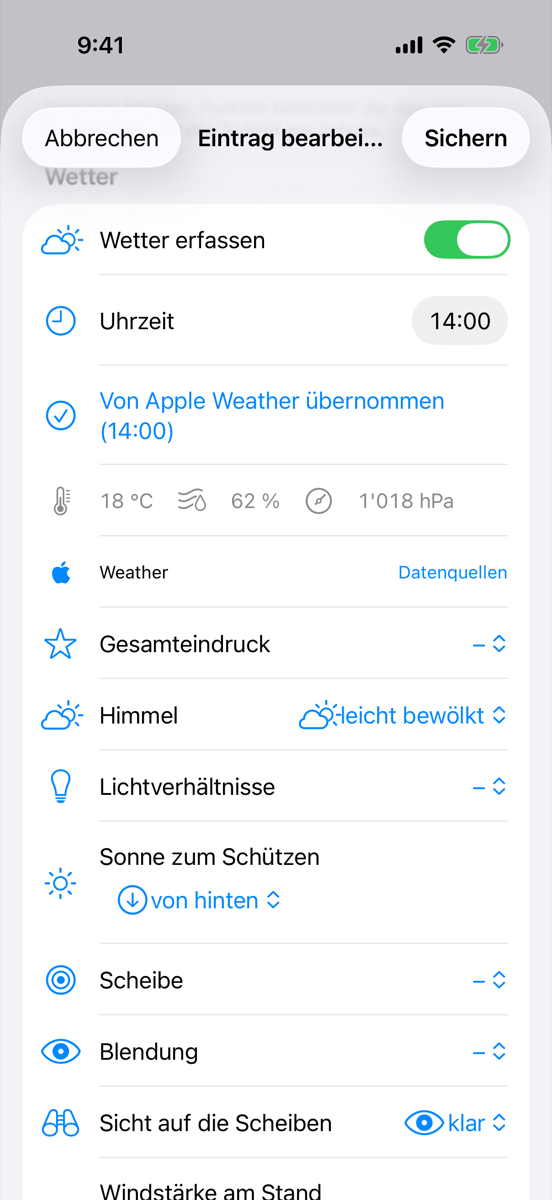 9:41
Abbrechen
Eintrag bearbei...
Sichern
Wetter
Wetter erfassen
Uhrzeit
14:00
Von Apple Weather übernommen
(14:00)
18 °C
62 %
1'018 hPa
Weather
Datenquellen
Gesamteindruck
–
Himmel
leicht bewölkt
Lichtverhältnisse
–
Sonne zum Schützen
von hinten
Scheibe
–
Blendung
–
Sicht auf die Scheiben
klar
Windstärke am Stand